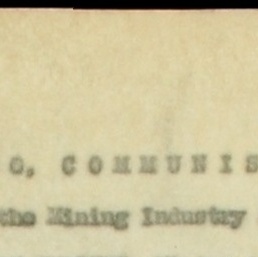 O, COMMUNIS
the Mining Industry